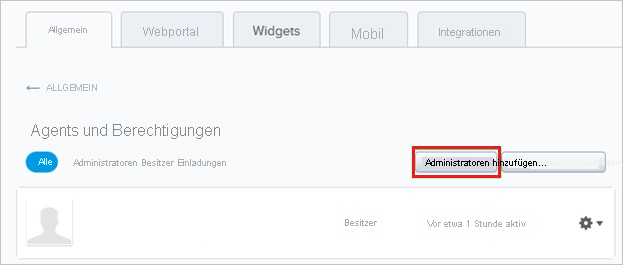 Allgemein Webportal Widgets Mobil Integrationen
← ALLGEMEIN
Agents und Berechtigungen
Alle Administratoren Besitzer Einladungen Administratoren hinzufügen...
Besitzer Vor etwa 1 Stunde aktiv